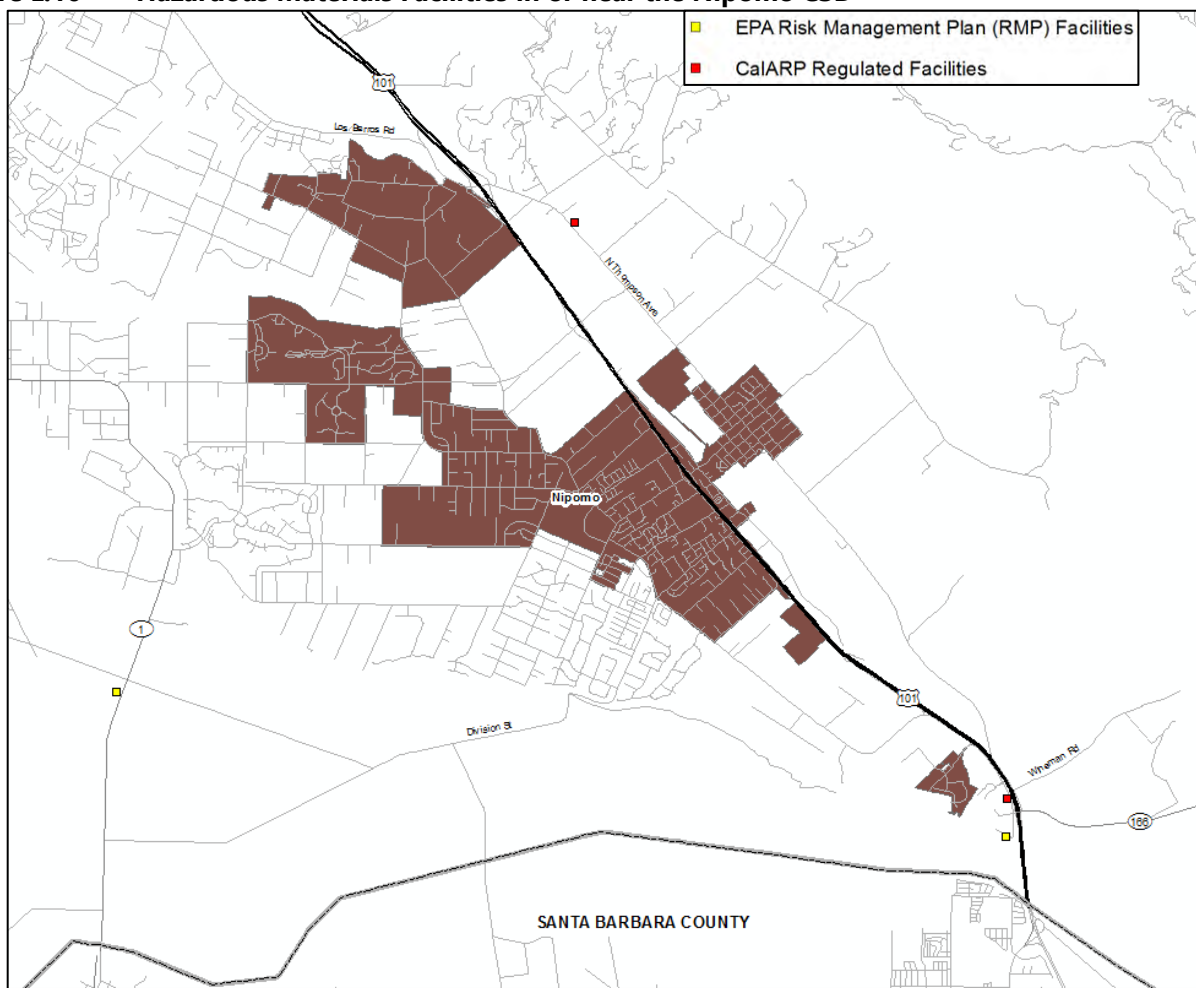 Hazardous Materials Facilities in or near the Nipomo CSD
EPA Risk Management Plan (RMP) Facilities
CalARP Regulated Facilities
101
Los Berros Rd
N Thompson Ave
Nipomo
1
101
Division St
Wineman Rd
166
SANTA BARBARA COUNTY